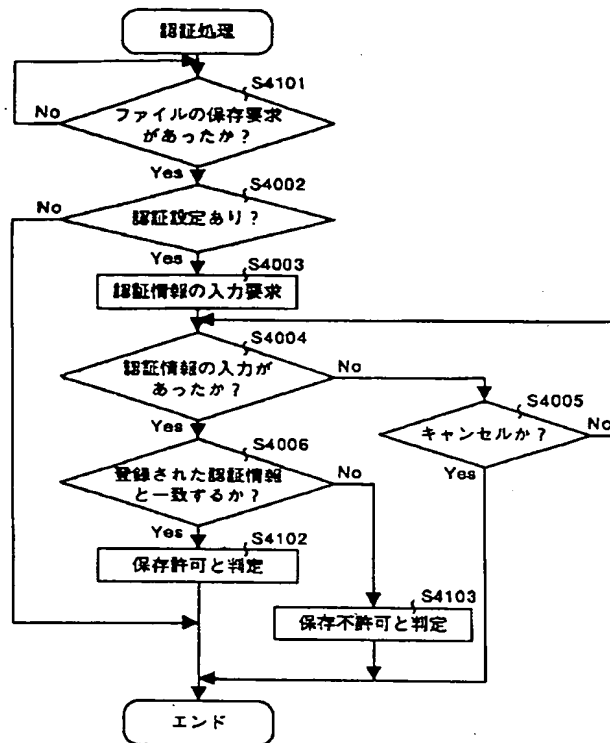 認証処理
S4101
ファイルの保存要求
があったか？
No
Yes
S4002
No
認証設定あり？
Yes
S4003
認証情報の入力要求
S4004
認証情報の入力が
あったか？
No
S4005
キャンセルか？
No
Yes
Yes
S4006
登録された認証情報
と一致するか？
No
Yes
S4102
保存許可と判定
S4103
保存不許可と判定
エンド